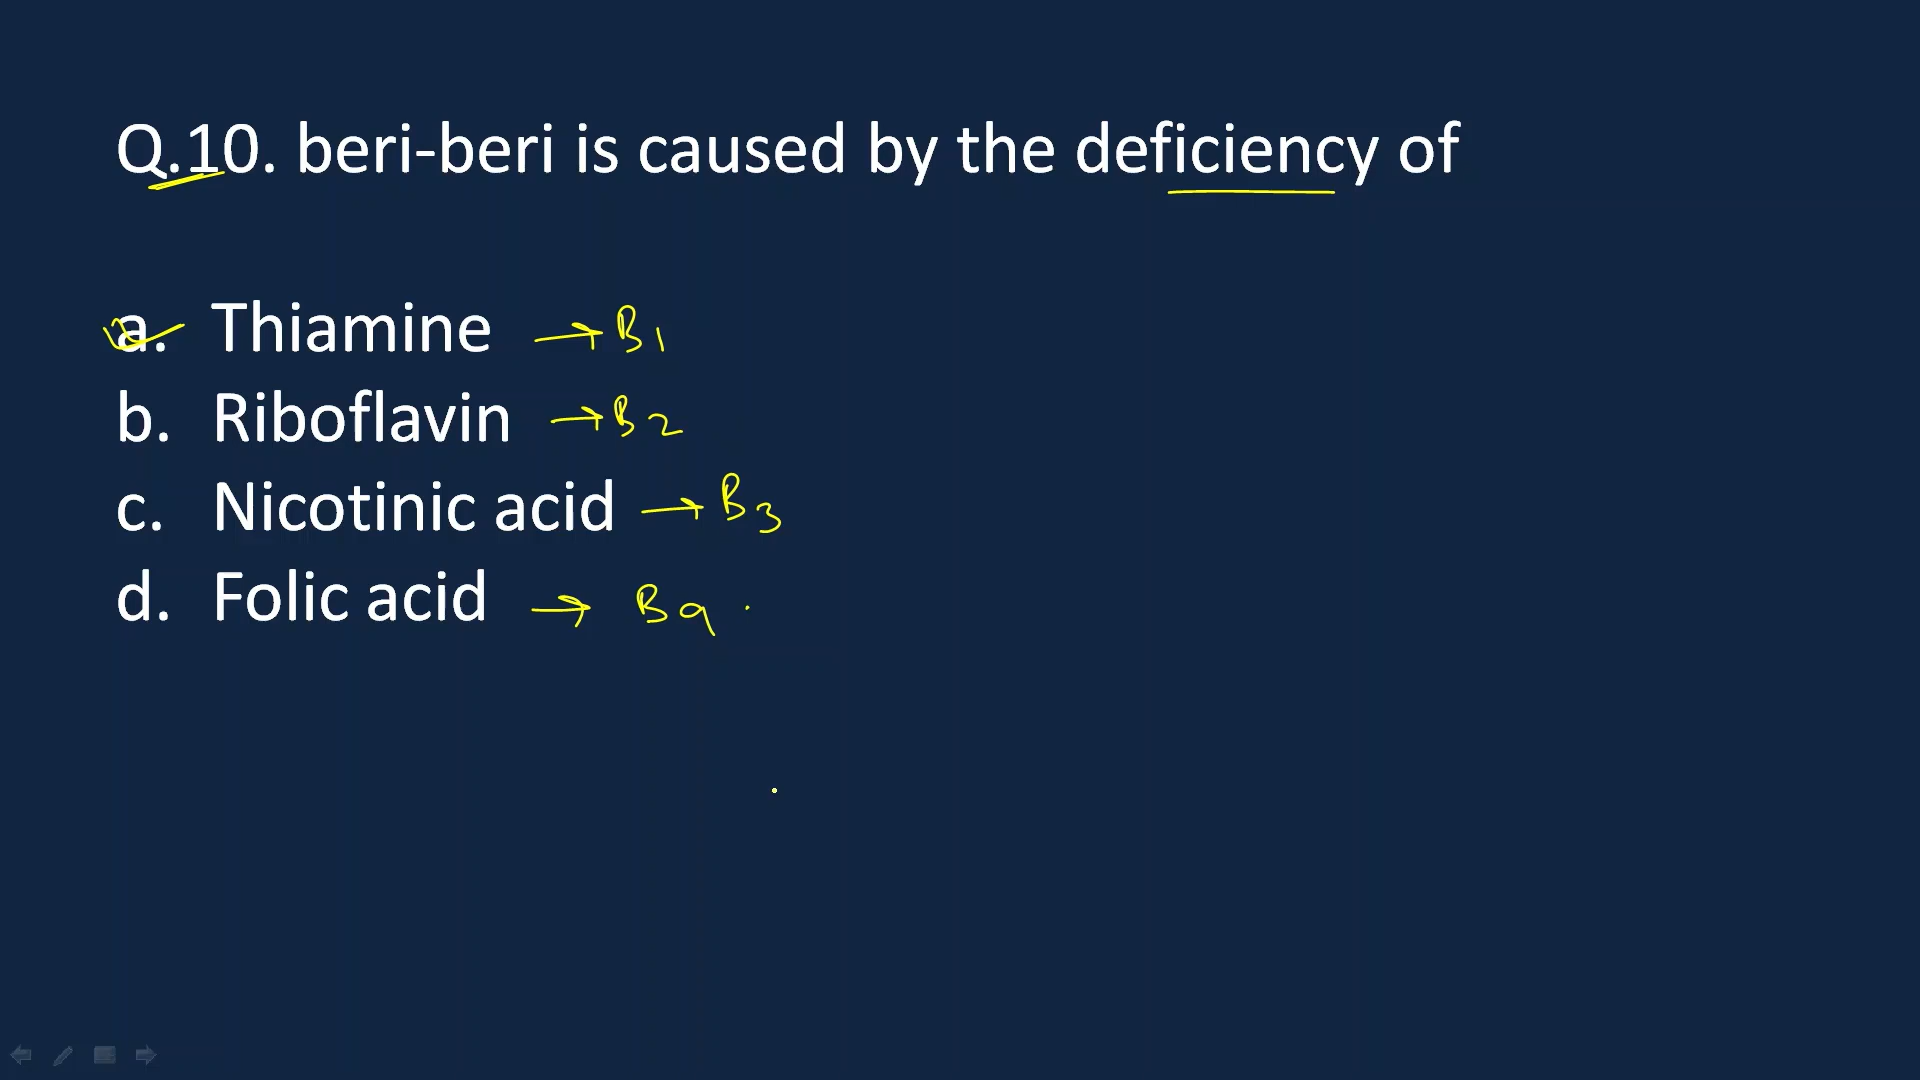 Q.10. beri-beri is caused by the deficiency of
a. Thiamine → B1
b. Riboflavin → B2
c. Nicotinic acid → B3
d. Folic acid → B9